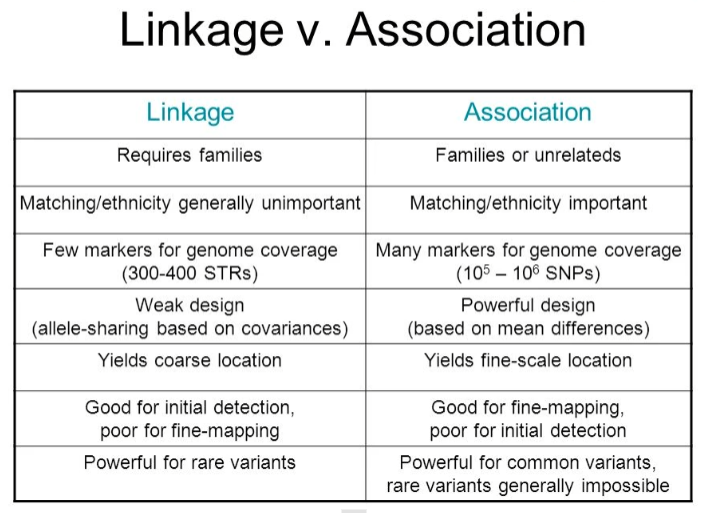 Linkage v. Association
Linkage
Association
Requires families
Families or unrelateds
Matching/ethnicity generally unimportant
Matching/ethnicity important
Few markers for genome coverage
(300-400 STRs)
Many markers for genome coverage
(10⁵ – 10⁶ SNPs)
Weak design
(allele-sharing based on covariances)
Powerful design
(based on mean differences)
Yields coarse location
Yields fine-scale location
Good for initial detection,
poor for fine-mapping
Good for fine-mapping,
poor for initial detection
Powerful for rare variants
Powerful for common variants,
rare variants generally impossible